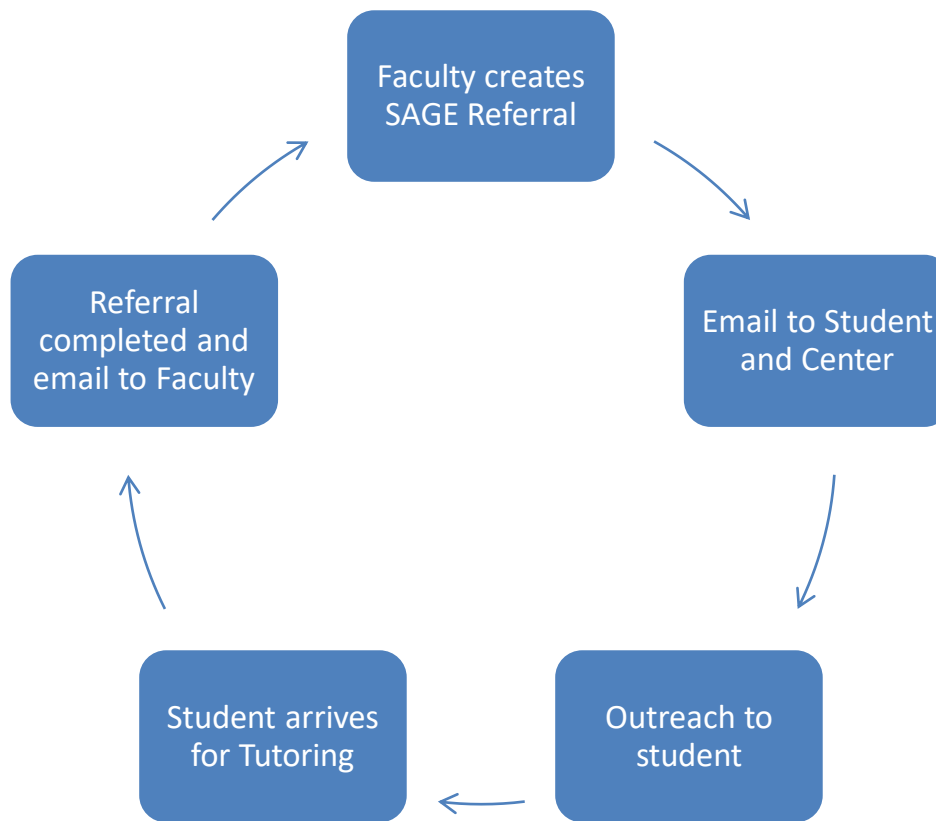 Faculty creates
SAGE Referral
Email to Student
and Center
Outreach to
student
Student arrives
for Tutoring
Referral
completed and
email to Faculty